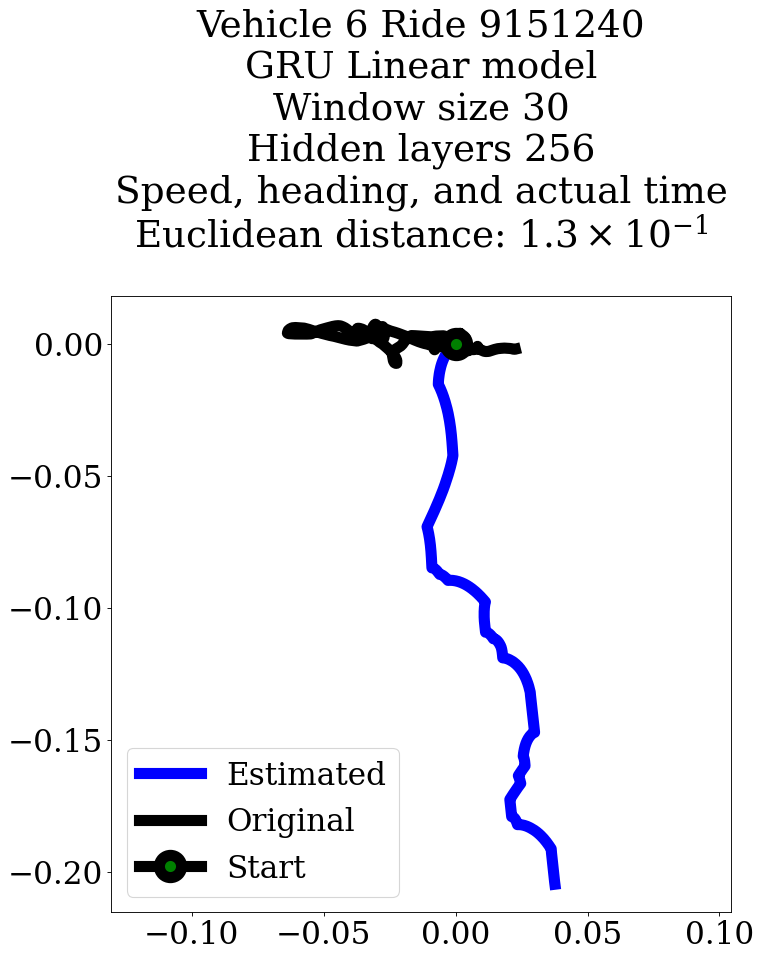 Vehicle 6 Ride 9151240
GRU Linear model
Window size 30
Hidden layers 256
Speed, heading, and actual time
Euclidean distance: 1.3 × 10⁻¹
0.00
−0.05
−0.10
−0.15
−0.20
Estimated
Original
Start
−0.10 −0.05 0.00 0.05 0.10